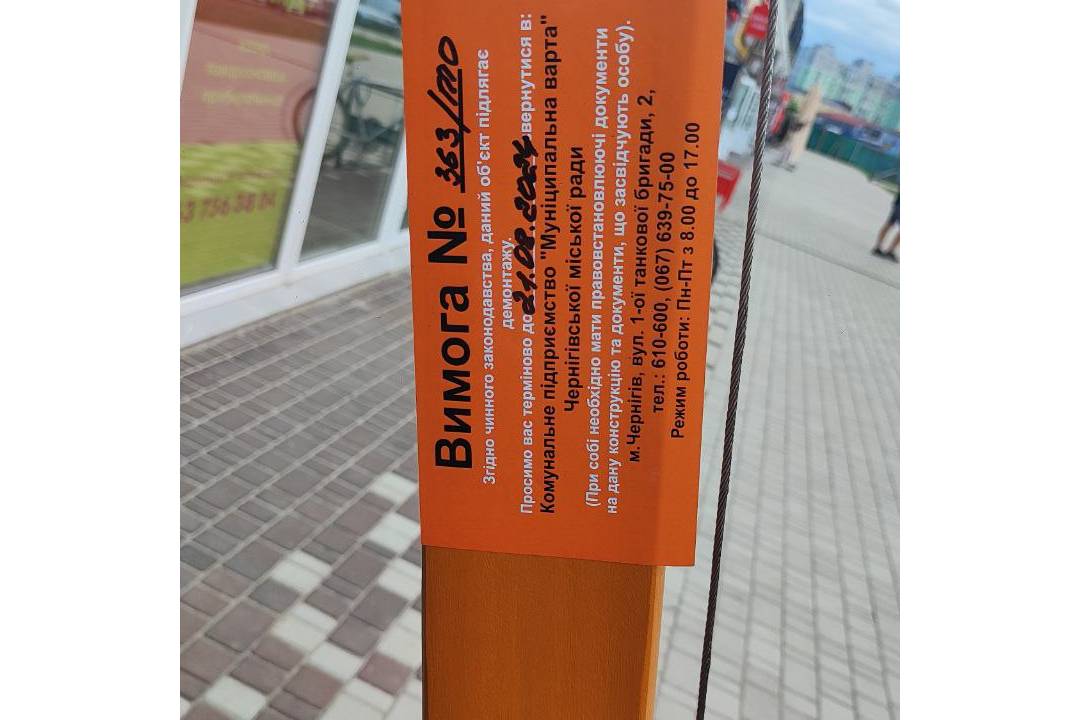 Вимога № 363/МО
Згідно чинного законодавства, даний об'єкт підлягає
демонтажу.
Просимо вас терміново до 21.08.2024 вернутися в:
Комунальне підприємство "Муніципальна варта"
Чернігівської міської ради
(При собі необхідно мати правовстановлюючі документи
на дану конструкцію та документи, що засвідчують особу).
м.Чернігів, вул. 1-ої танкової бригади, 2,
тел.: 610-600, (067) 639-75-00
Режим роботи: Пн-Пт з 8.00 до 17.00